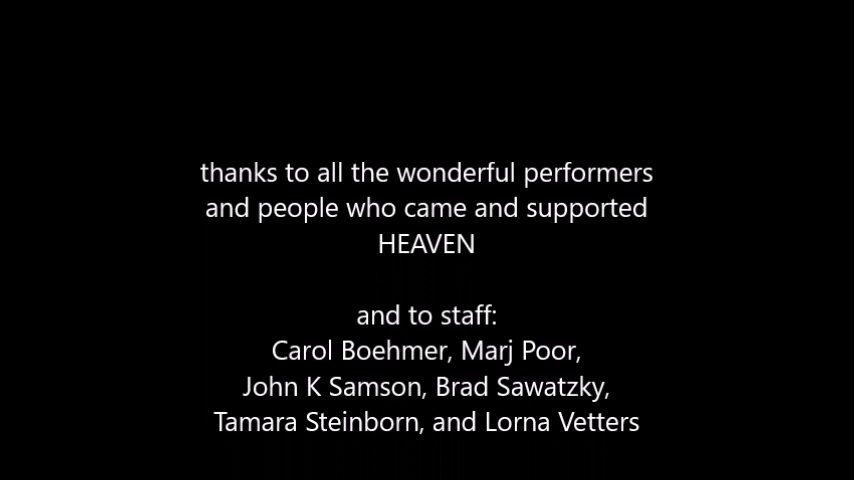 thanks to all the wonderful performers
and people who came and supported
HEAVEN
and to staff:
Carol Boehmer, Marj Poor,
John K Samson, Brad Sawatzky,
Tamara Steinborn, and Lorna Vetters